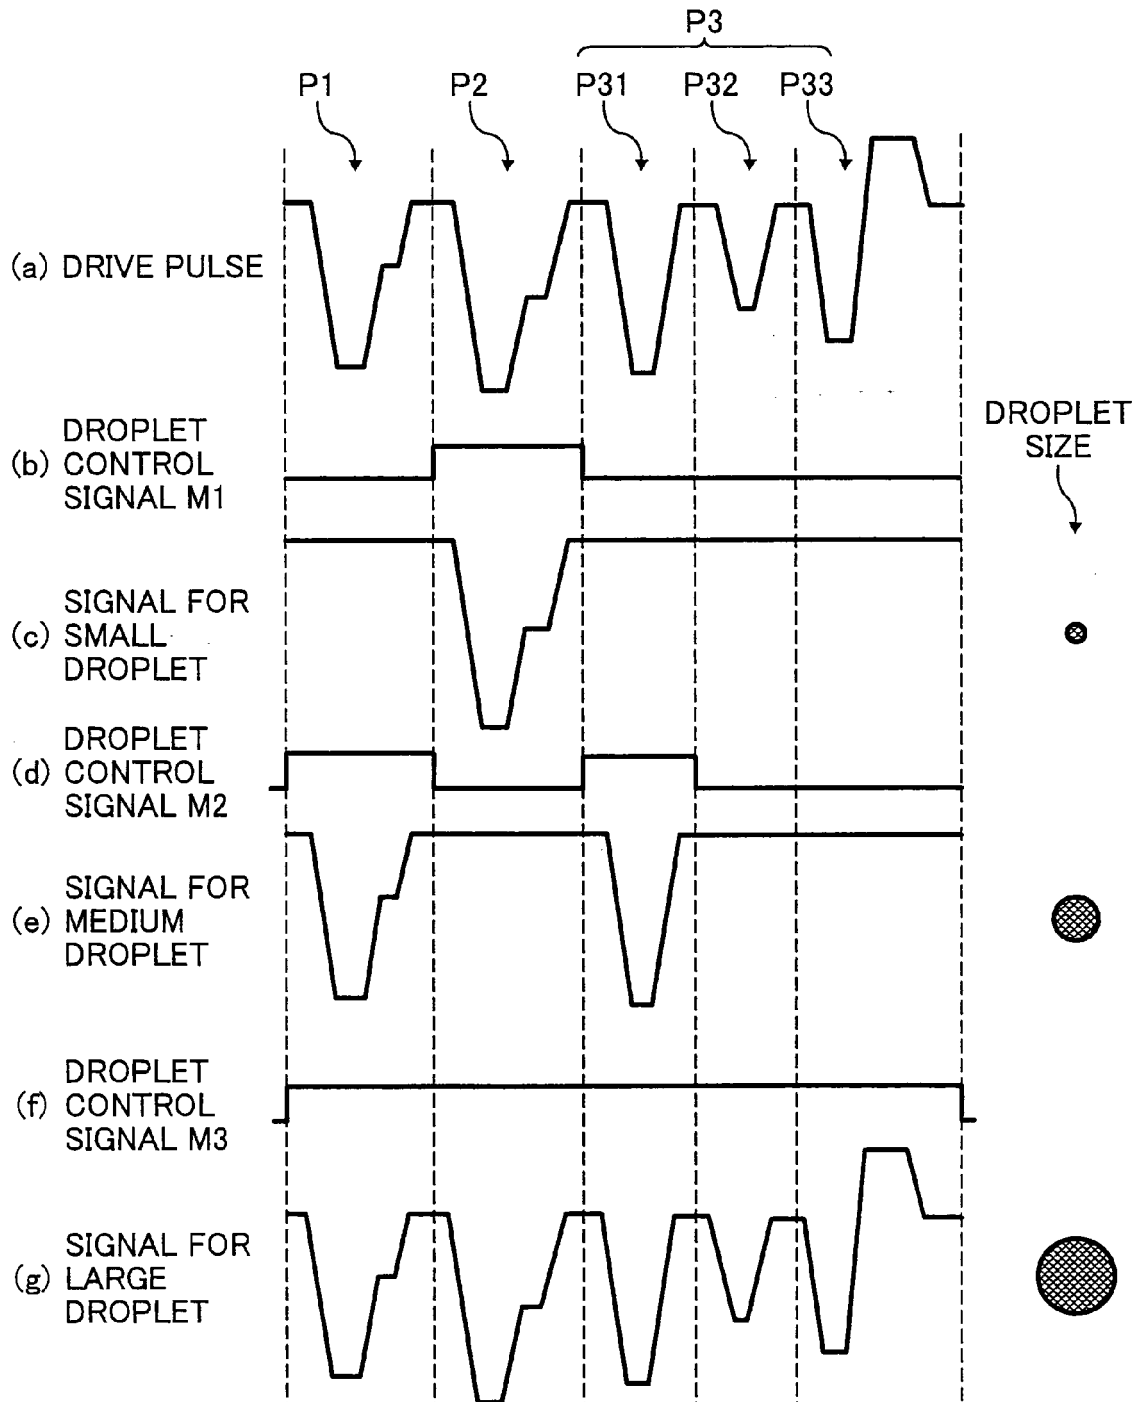 P3
P1 P2 P31 P32 P33
(a) DRIVE PULSE
DROPLET
(b) CONTROL
SIGNAL M1
DROPLET
SIZE
SIGNAL FOR
(c) SMALL
DROPLET
DROPLET
(d) CONTROL
SIGNAL M2
SIGNAL FOR
(e) MEDIUM
DROPLET
DROPLET
(f) CONTROL
SIGNAL M3
SIGNAL FOR
(g) LARGE
DROPLET